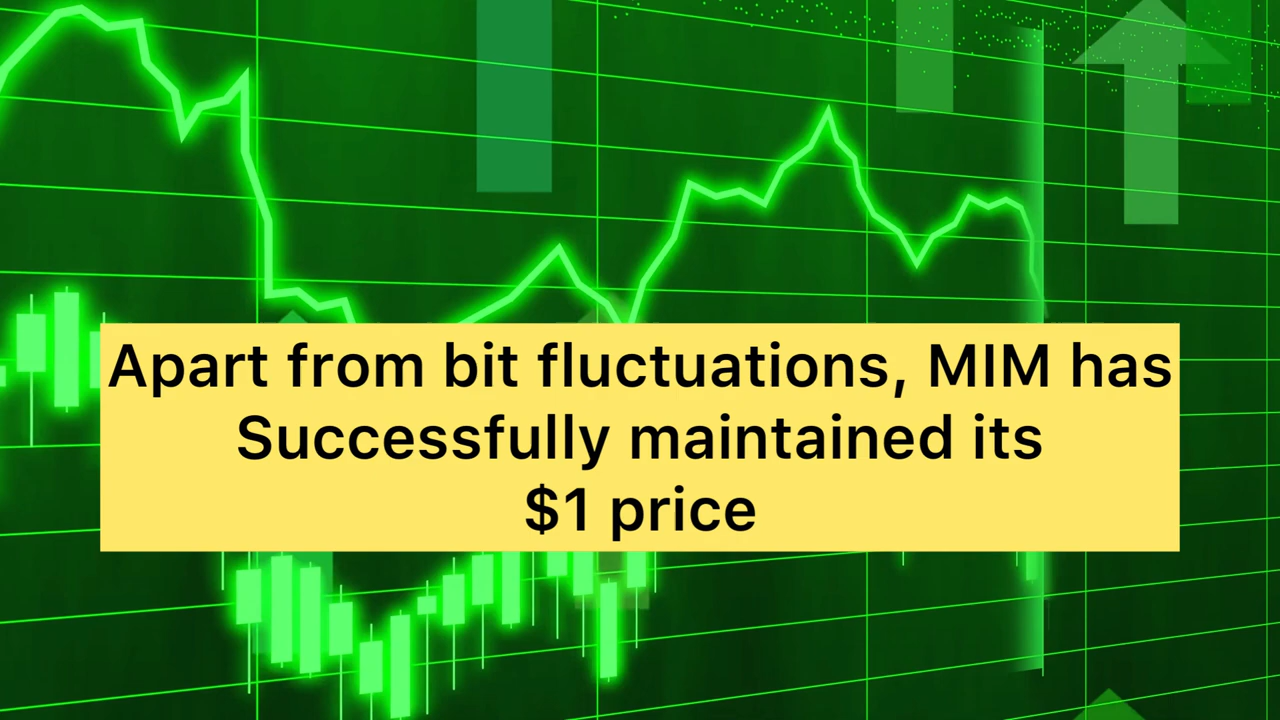 Apart from bit fluctuations, MIM has
Successfully maintained its
$1 price